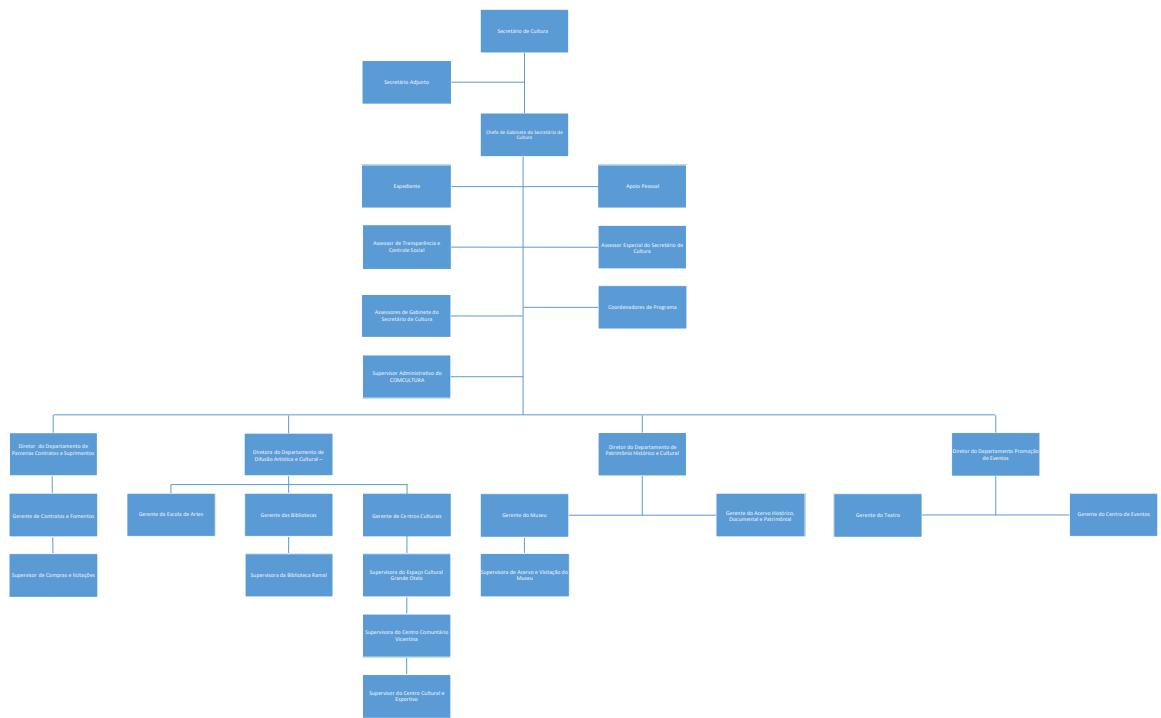 Secretário de Cultura
Secretário Adjunto
Chefe de Gabinete do Secretário de
Cultura
Expediente
Apoio Pessoal
Assessor de Transparência e
Controle Social
Assessor Especial do Secretário de
Cultura
Assessores de Gabinete do
Secretário de Cultura
Coordenadores de Programa
Supervisor Administrativo do
COMCULTURA
Diretor do Departamento de
Parcerias Contratos e Suprimentos
Diretora do Departamento de
Difusão Artística e Cultural –
Diretor do Departamento de
Patrimônio Histórico e Cultural
Diretor do Departamento Promoção
de Eventos
Gerente de Contratos e Fomentos
Gerente da Escola de Artes
Gerente das Bibliotecas
Gerente de Centros Culturais
Gerente do Museu
Gerente do Acervo Histórico,
Documental e Patrimônial
Gerente do Teatro
Gerente do Centro de Eventos
Supervisor de Compras e licitações
Supervisora da Biblioteca Ramal
Supervisora do Espaço Cultural
Grande Otelo
Supervisora de Acervo e Visitação do
Museu
Supervisora do Centro Comunitário
Vicentina
Supervisor do Centro Cultural e
Esportivo